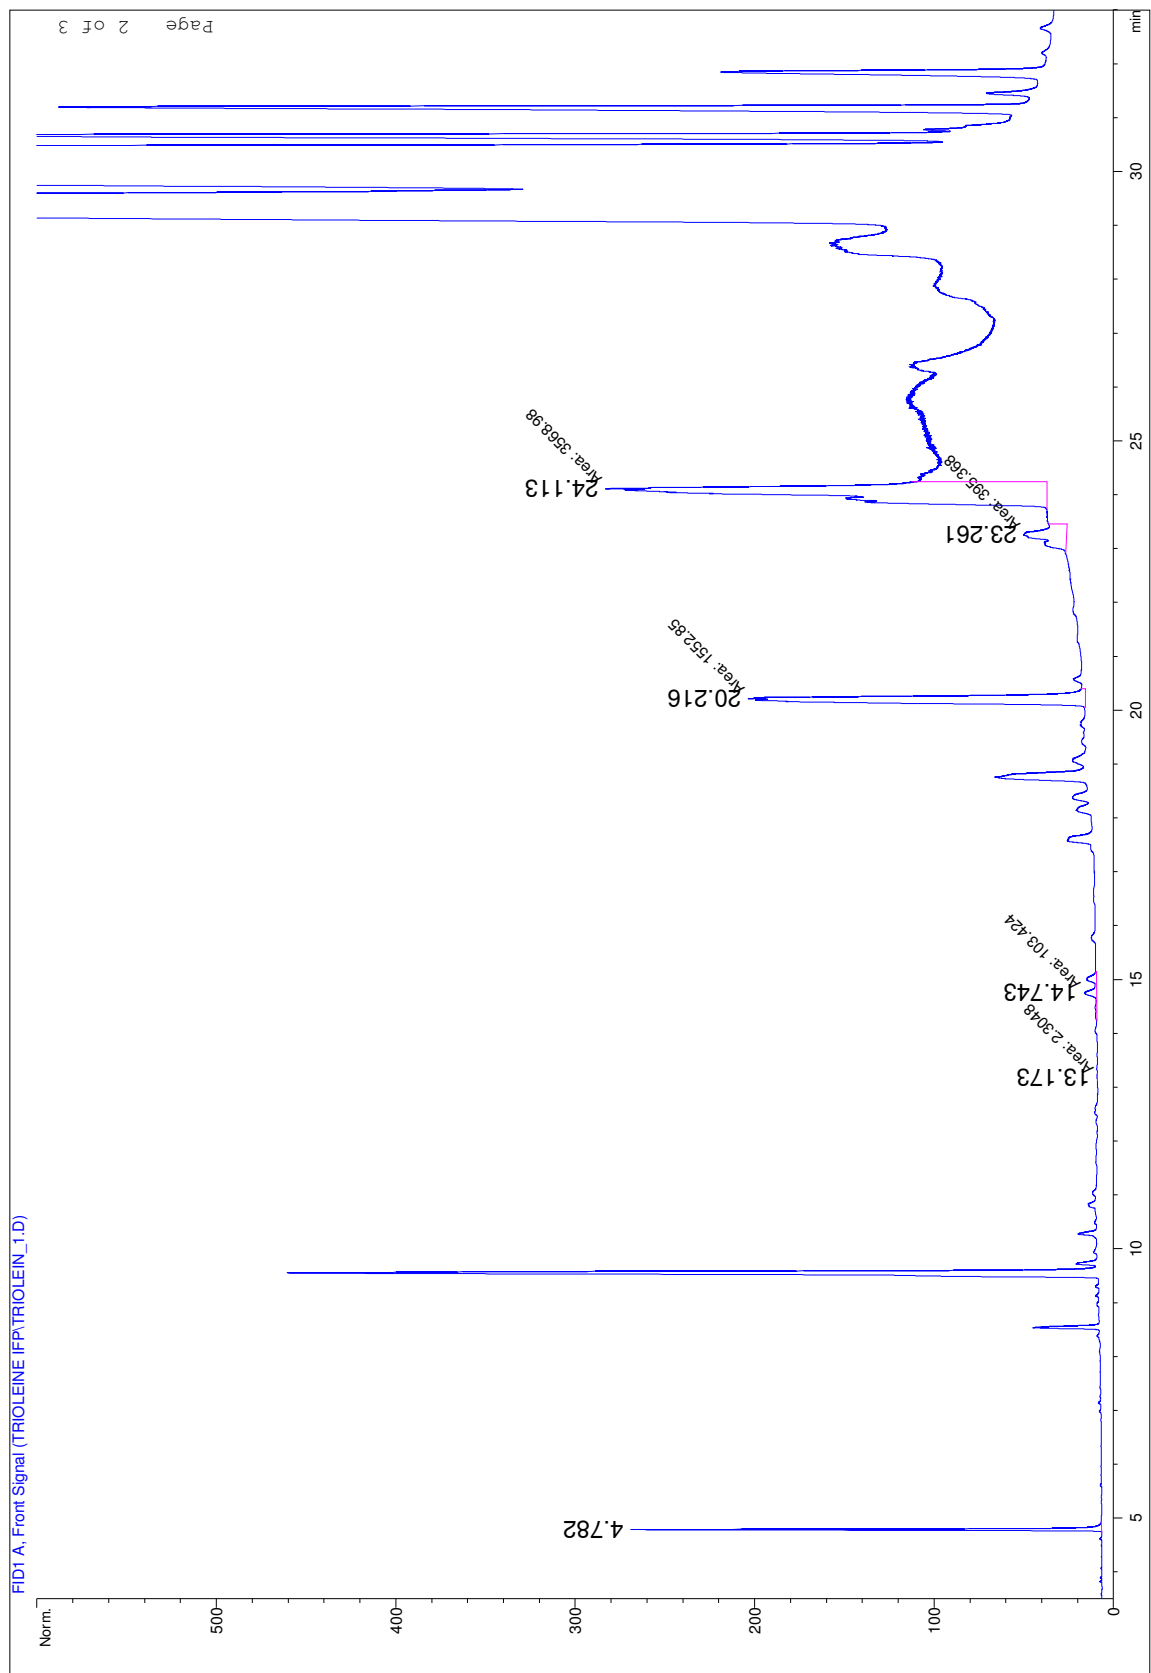 FID1 A, Front Signal (TRIOLEINE IFP\TRIOLEIN_1.D)
Norm.
500
400
300
200
100
0
5
10
15
20
25
30
min
4.782
13.173
Area: 2.3048
14.743
Area: 103.424
20.216
Area: 1552.85
23.261
Area: 395.368
24.113
Area: 3568.98
Page 2 of 3